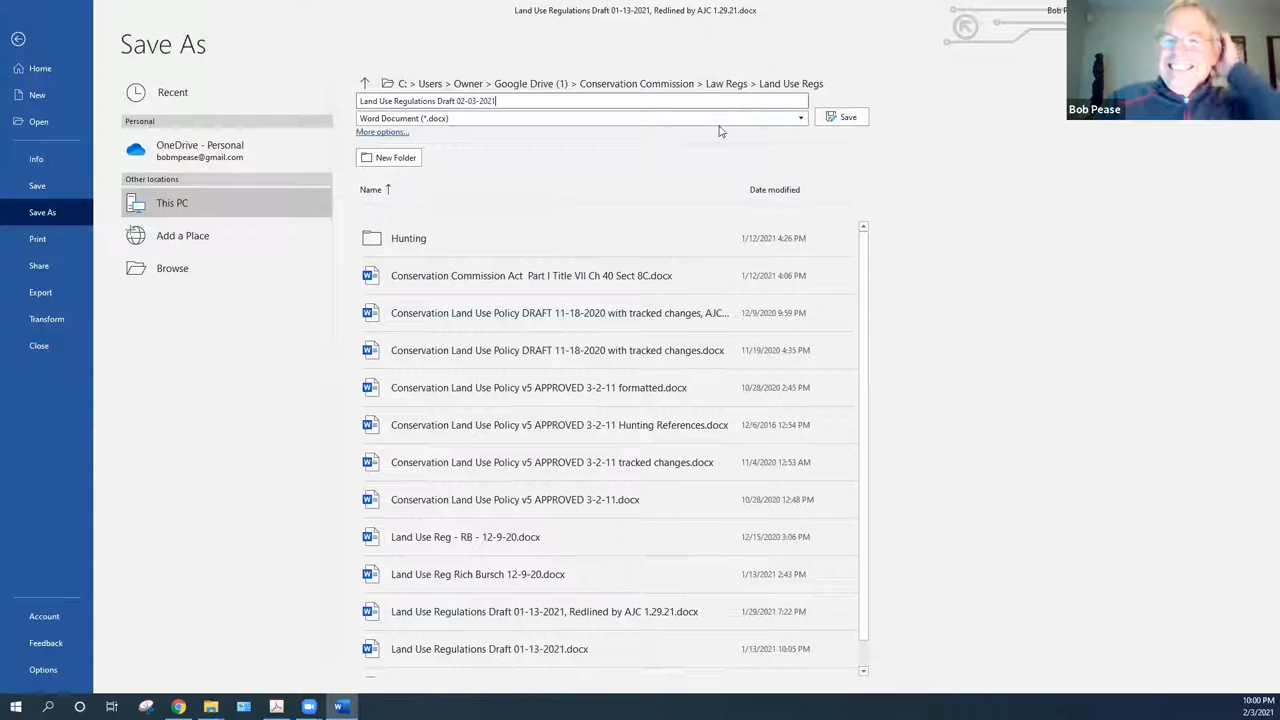 Land Use Regulations Draft 01-13-2021, Redlined by AJC 1.29.21.docx
Bob P
Save As
Home
New
Open
Info
Save
Save As
Print
Share
Export
Transform
Close
Account
Feedback
Options
Recent
Personal
OneDrive - Personal
bobmpease@gmail.com
Other locations
This PC
Add a Place
Browse
C: > Users > Owner > Google Drive (1) > Conservation Commission > Law Regs > Land Use Regs
Land Use Regulations Draft 02-03-2021
Word Document (*.docx)
Save
More options...
New Folder
Name Date modified
Hunting 1/12/2021 4:26 PM
Conservation Commission Act Part I Title VII Ch 40 Sect 8C.docx 1/12/2021 4:06 PM
Conservation Land Use Policy DRAFT 11-18-2020 with tracked changes, AJC... 12/9/2020 9:59 PM
Conservation Land Use Policy DRAFT 11-18-2020 with tracked changes.docx 11/19/2020 4:35 PM
Conservation Land Use Policy v5 APPROVED 3-2-11 formatted.docx 10/28/2020 2:45 PM
Conservation Land Use Policy v5 APPROVED 3-2-11 Hunting References.docx 12/6/2016 12:54 PM
Conservation Land Use Policy v5 APPROVED 3-2-11 tracked changes.docx 11/4/2020 12:53 AM
Conservation Land Use Policy v5 APPROVED 3-2-11.docx 10/28/2020 12:48 PM
Land Use Reg - RB - 12-9-20.docx 12/15/2020 3:06 PM
Land Use Reg Rich Bursch 12-9-20.docx 1/13/2021 2:43 PM
Land Use Regulations Draft 01-13-2021, Redlined by AJC 1.29.21.docx 1/29/2021 7:22 PM
Land Use Regulations Draft 01-13-2021.docx 1/13/2021 10:05 PM
Bob Pease
10:00 PM
2/3/2021